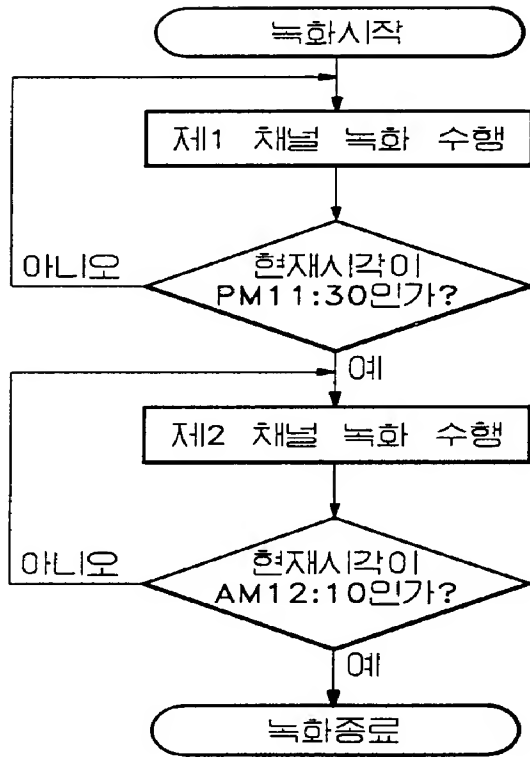 녹화시작
제1 채널 녹화 수행
현재시각이
PM11:30인가?
아니오
예
제2 채널 녹화 수행
현재시각이
AM12:10인가?
아니오
예
녹화종료